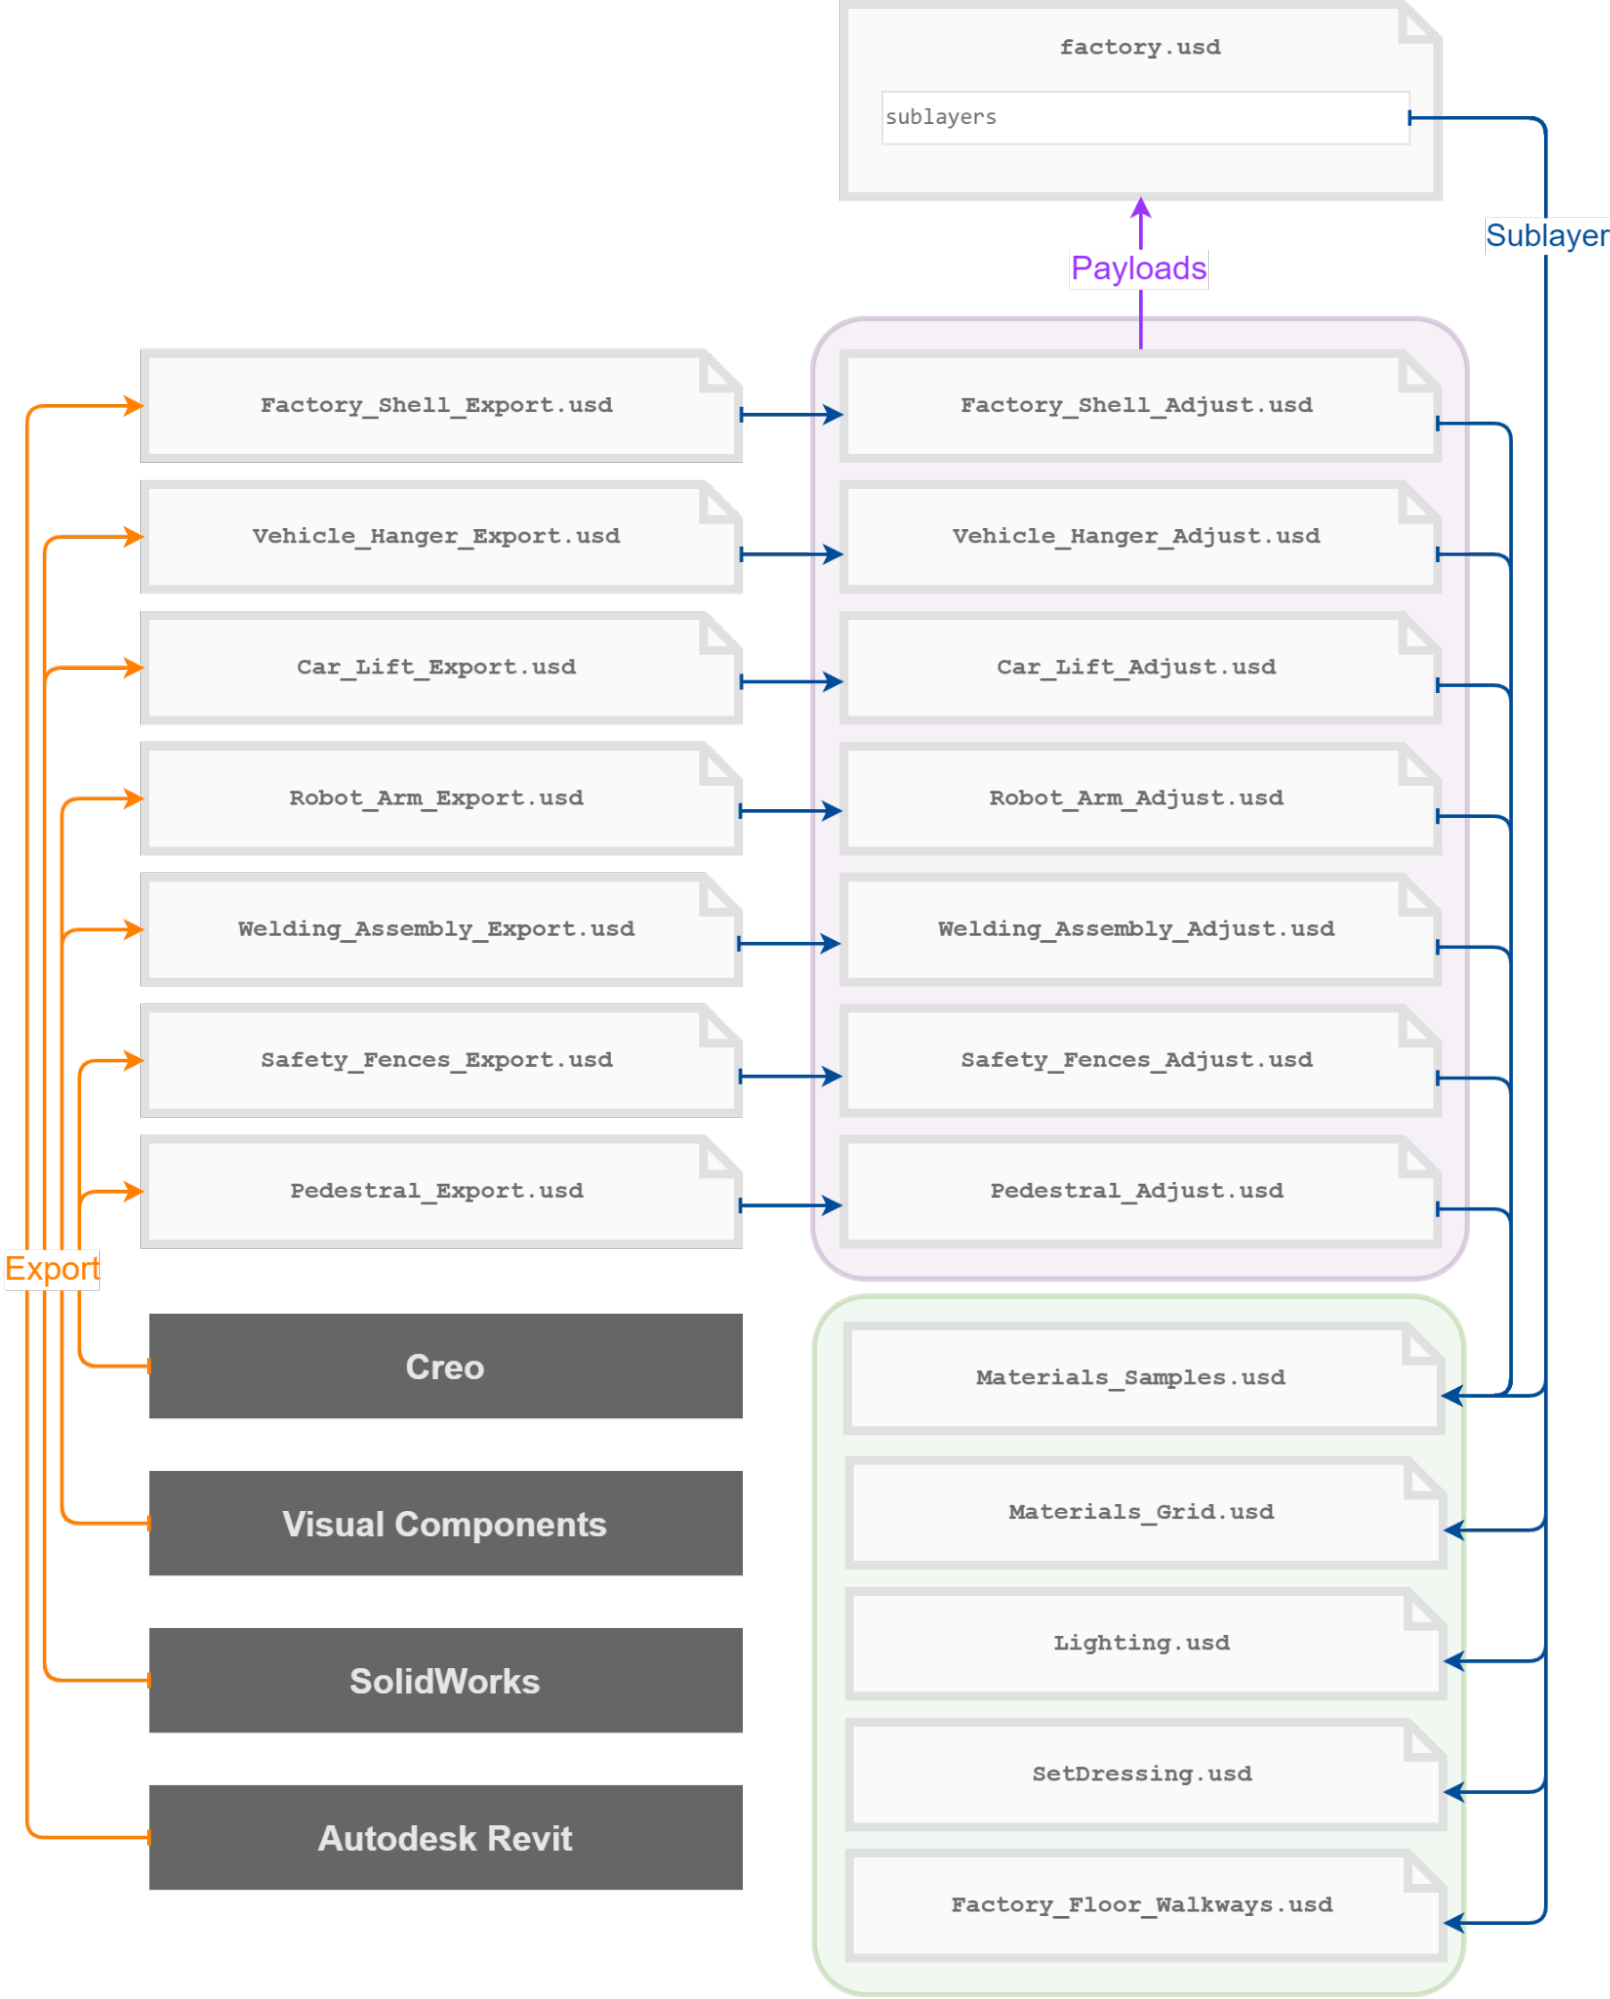 factory.usd
sublayers
Sublayer
Payloads
Factory_Shell_Export.usd
Factory_Shell_Adjust.usd
Vehicle_Hanger_Export.usd
Vehicle_Hanger_Adjust.usd
Car_Lift_Export.usd
Car_Lift_Adjust.usd
Robot_Arm_Export.usd
Robot_Arm_Adjust.usd
Welding_Assembly_Export.usd
Welding_Assembly_Adjust.usd
Safety_Fences_Export.usd
Safety_Fences_Adjust.usd
Pedestral_Export.usd
Pedestral_Adjust.usd
Export
Creo
Materials_Samples.usd
Visual Components
Materials_Grid.usd
SolidWorks
Lighting.usd
Autodesk Revit
SetDressing.usd
Factory_Floor_Walkways.usd